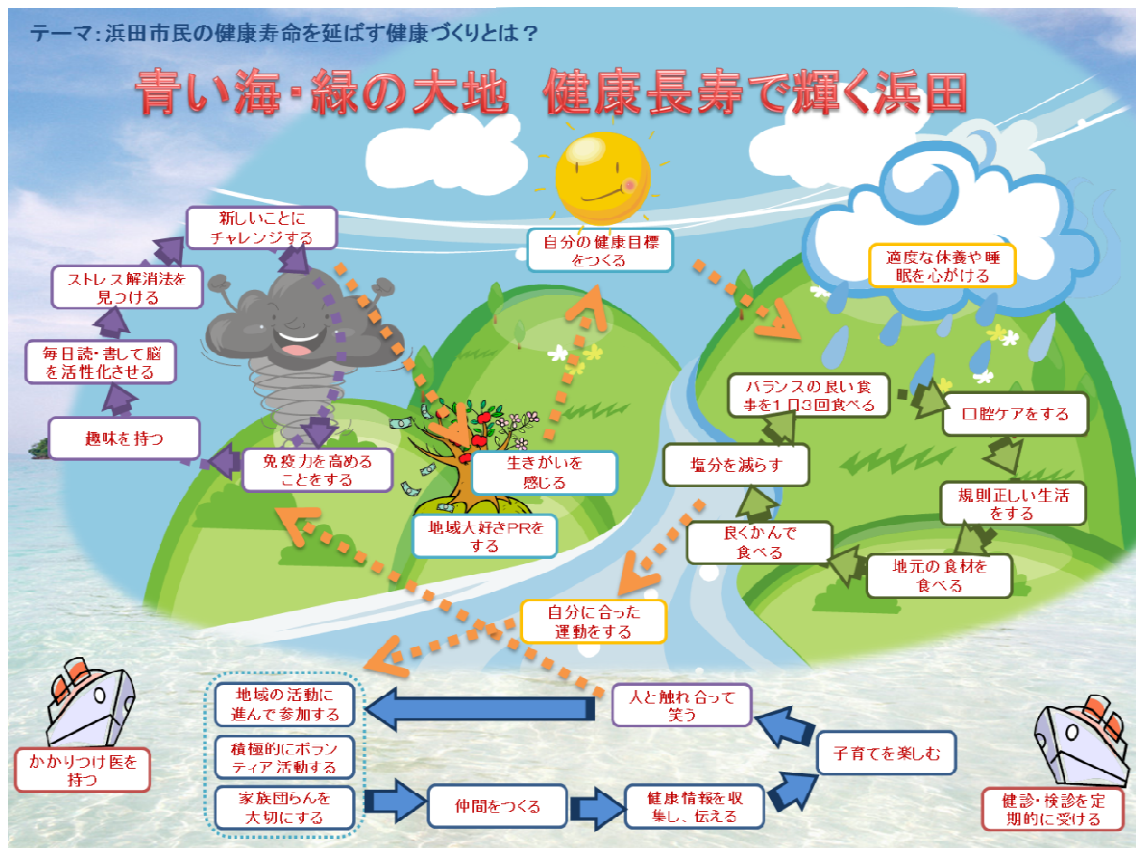 テーマ：浜田市民の健康寿命を延ばす健康づくりとは？
青い海・緑の大地　健康長寿で輝く浜田
新しいことに
チャレンジする
自分の健康目標
をつくる
適度な休養や睡
眠を心がける
ストレス解消法を
見つける
毎日読・書して脳
を活性化させる
バランスの良い食
事を1日3回食べる
口腔ケアをする
趣味を持つ
免疫力を高める
ことをする
生きがいを
感じる
塩分を減らす
規則正しい生活
をする
地域大好きPRを
する
良くかんで
食べる
地元の食材を
食べる
自分に合った
運動をする
地域の活動に
進んで参加する
人と触れ合って
笑う
かかりつけ医を
持つ
積極的にボラン
ティア活動する
子育てを楽しむ
家族団らんを
大切にする
仲間をつくる
健康情報を収
集し、伝える
健診・検診を定
期的に受ける